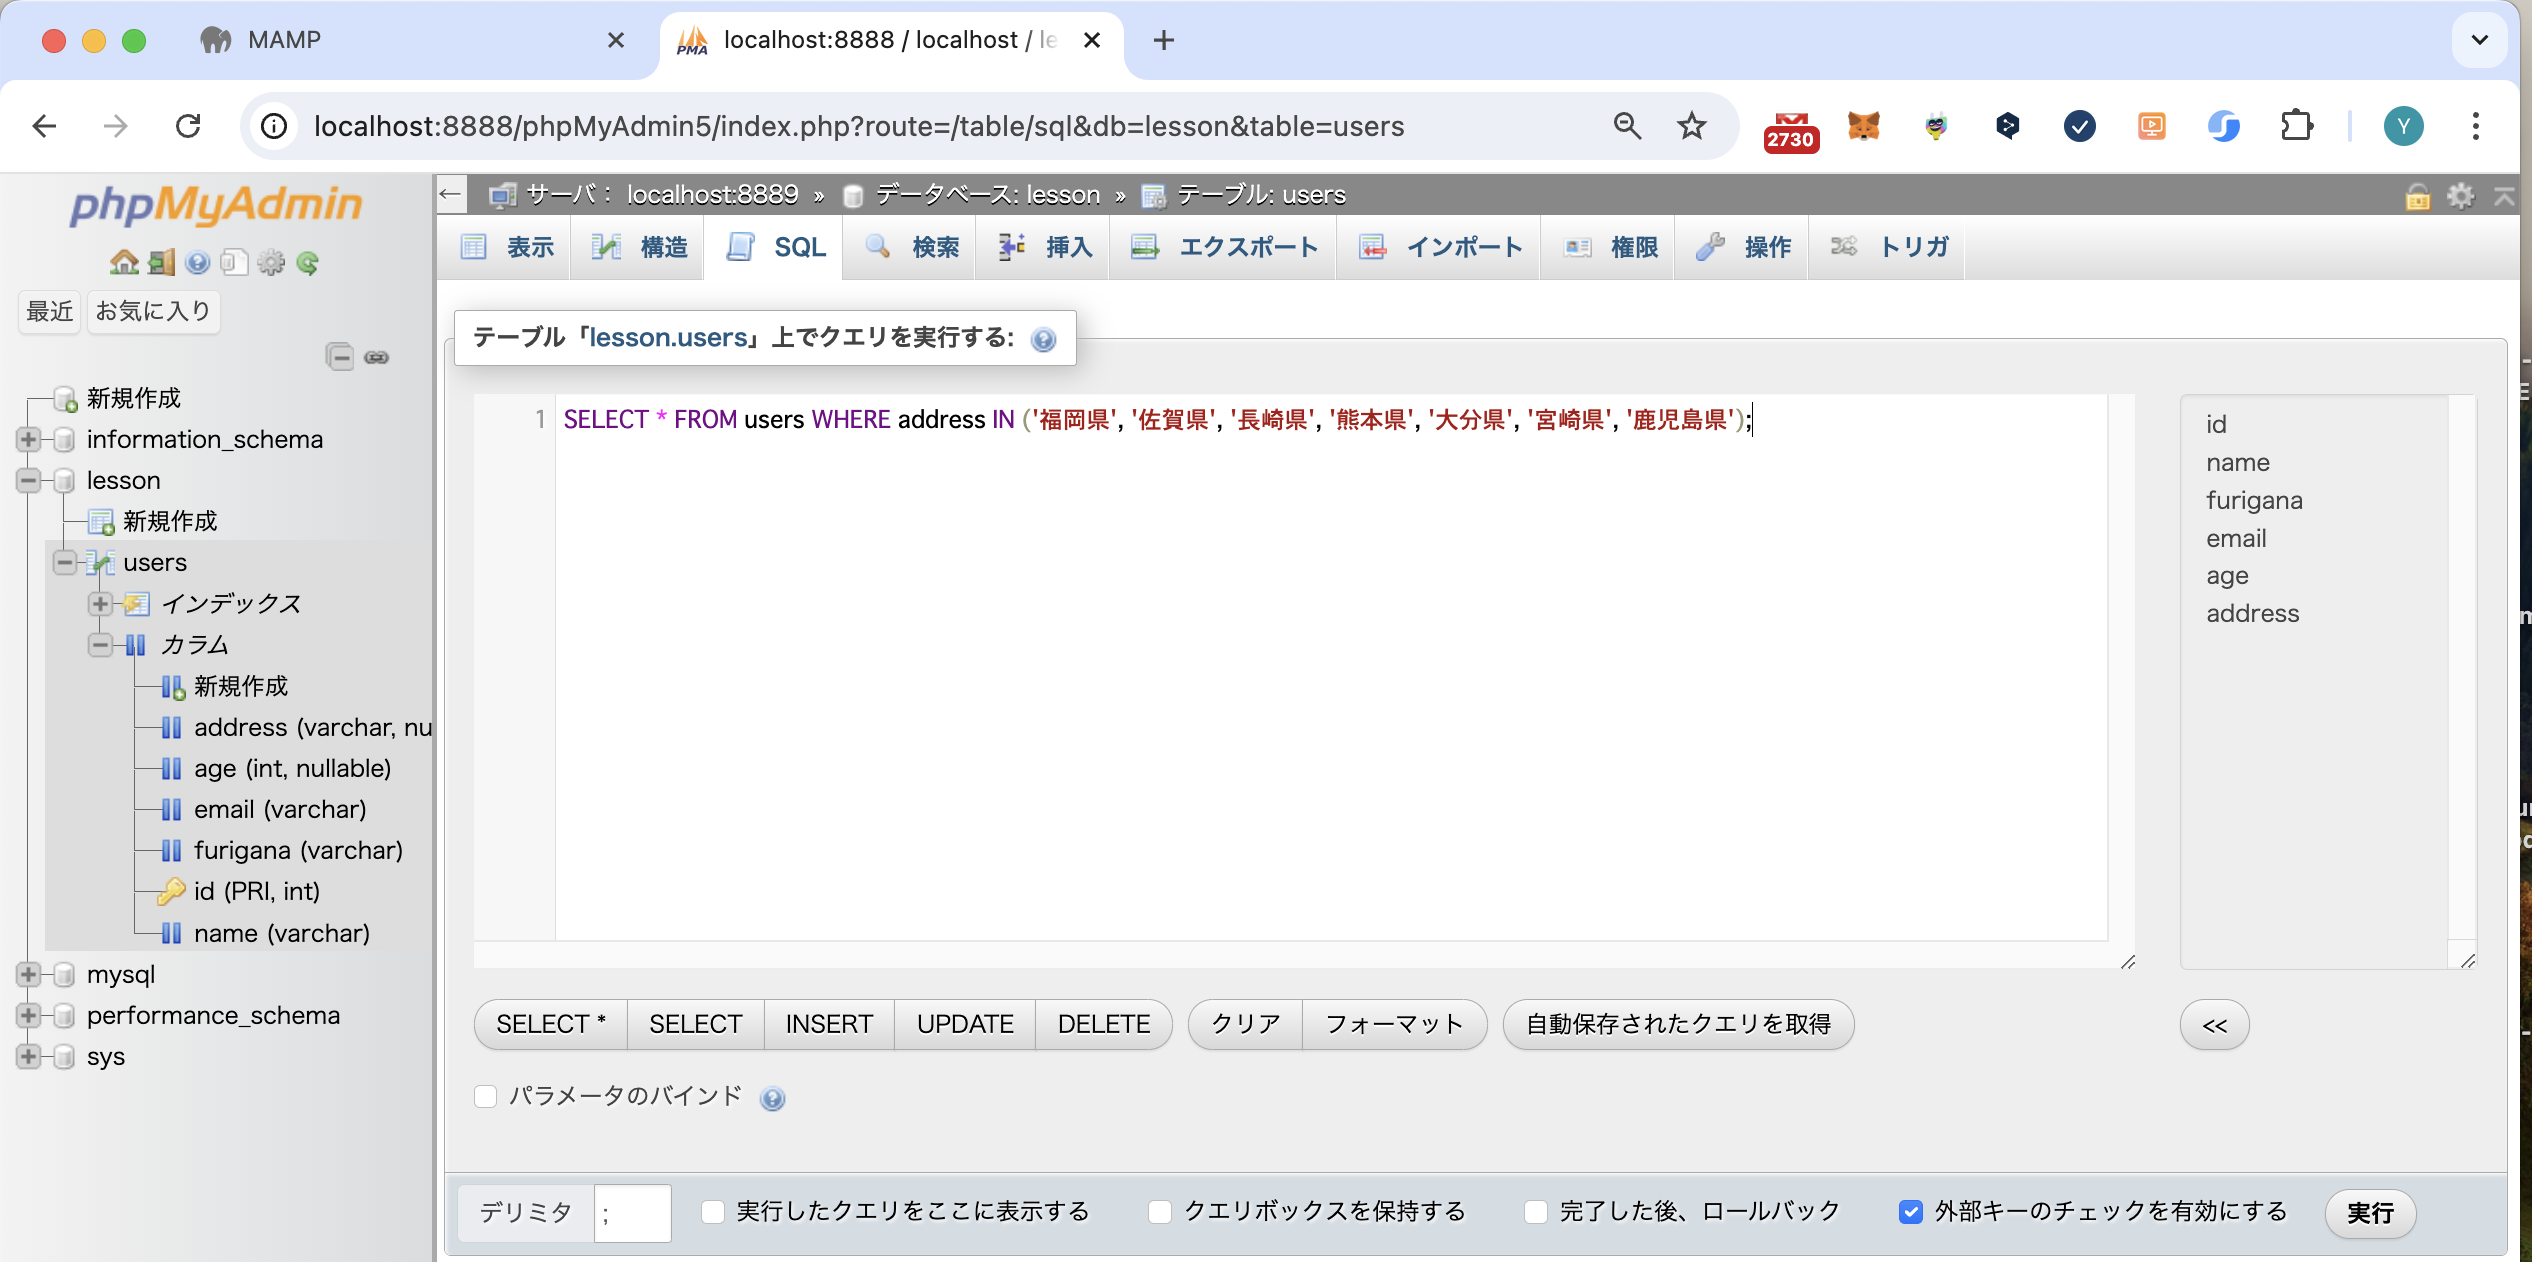 MAMP
localhost:8888 / localhost / le
localhost:8888/phpMyAdmin5/index.php?route=/table/sql&db=lesson&table=users
2730
Y
phpMyAdmin
最近 お気に入り
新規作成
information_schema
lesson
新規作成
users
インデックス
カラム
新規作成
address (varchar, nu
age (int, nullable)
email (varchar)
furigana (varchar)
id (PRI, int)
name (varchar)
mysql
performance_schema
sys
サーバ： localhost:8889 » データベース: lesson » テーブル: users
表示 構造 SQL 検索 挿入 エクスポート インポート 権限 操作 トリガ
テーブル「lesson.users」上でクエリを実行する:
1 SELECT * FROM users WHERE address IN ('福岡県', '佐賀県', '長崎県', '熊本県', '大分県', '宮崎県', '鹿児島県');
id
name
furigana
email
age
address
SELECT * SELECT INSERT UPDATE DELETE クリア フォーマット 自動保存されたクエリを取得 <<
パラメータのバインド
デリミタ ; 実行したクエリをここに表示する クエリボックスを保持する 完了した後、ロールバック 外部キーのチェックを有効にする 実行